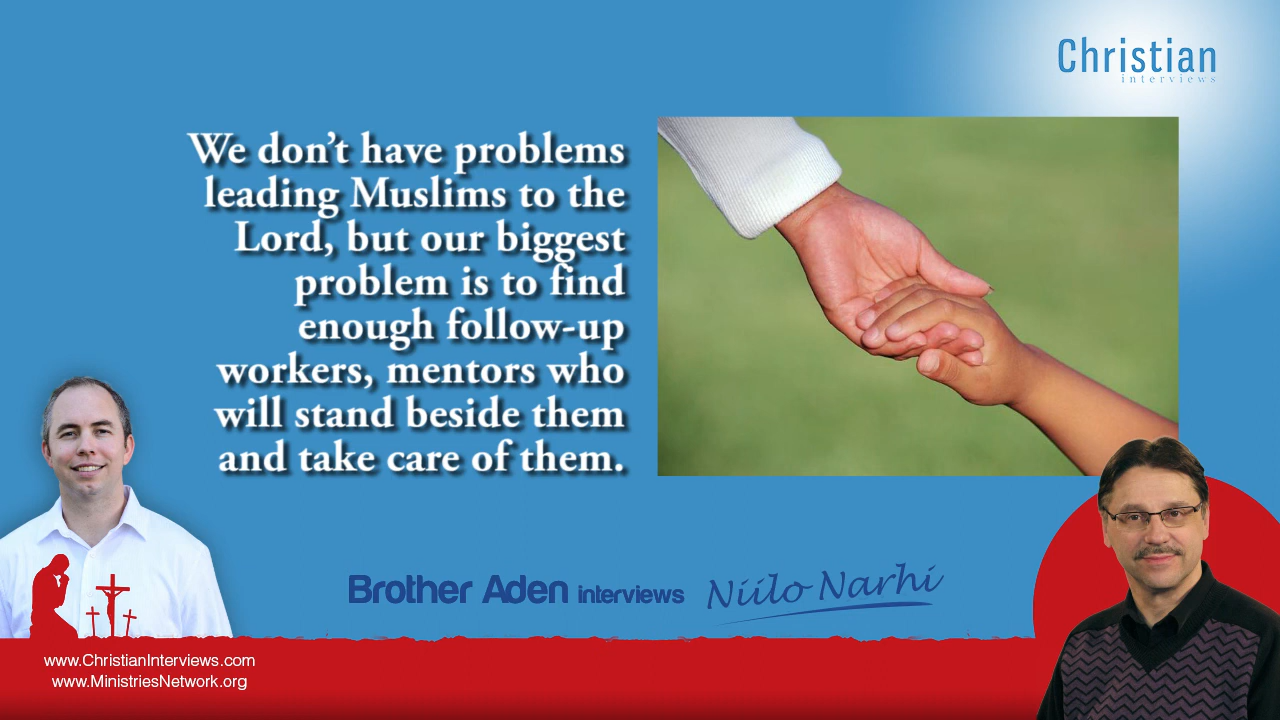 Christian
interviews
We don't have problems
leading Muslims to the
Lord, but our biggest
problem is to find
enough follow-up
workers, mentors who
will stand beside them
and take care of them.
Brother Aden interviews Niilo Narhi
www.ChristianInterviews.com
www.MinistriesNetwork.org